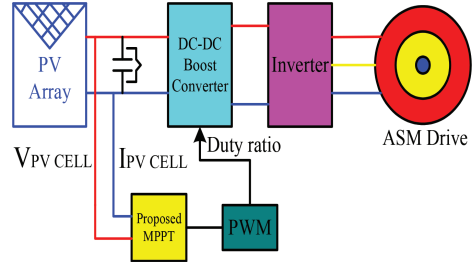 PV
Array
DC-DC
Boost
Converter
Inverter
ASM Drive
VPV CELL
IPV CELL
Duty ratio
Proposed
MPPT
PWM